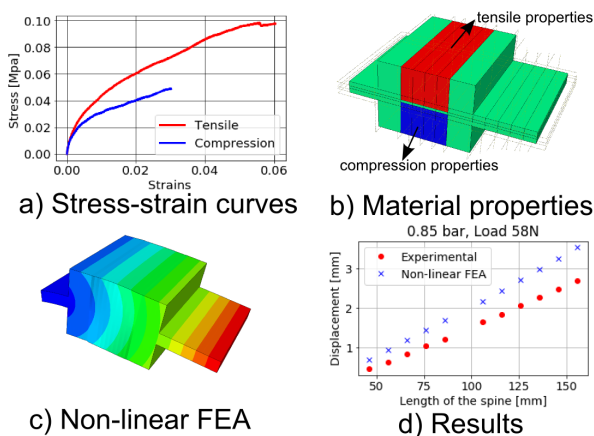 0.10
0.08
0.06
0.04
0.02
0.00
Stress [Mpa]
Tensile
Compression
0.00 0.02 0.04 0.06
Strains
a) Stress-strain curves
tensile properties
compression properties
b) Material properties
c) Non-linear FEA
0.85 bar, Load 58N
Experimental
Non-linear FEA
3
2
1
Displacement [mm]
50 75 100 125 150
Length of the spine [mm]
d) Results